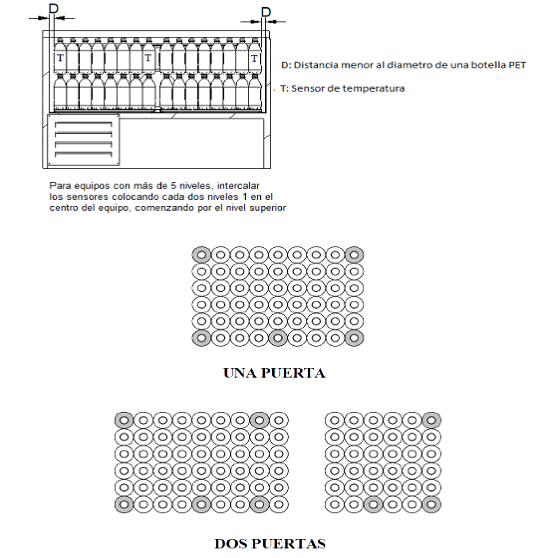 D D
T T T
D: Distancia menor al diametro de una botella PET
T: Sensor de temperatura
Para equipos con más de 5 niveles, intercalar
los sensores colocando cada dos niveles 1 en el
centro del equipo, comenzando por el nivel superior
UNA PUERTA
DOS PUERTAS